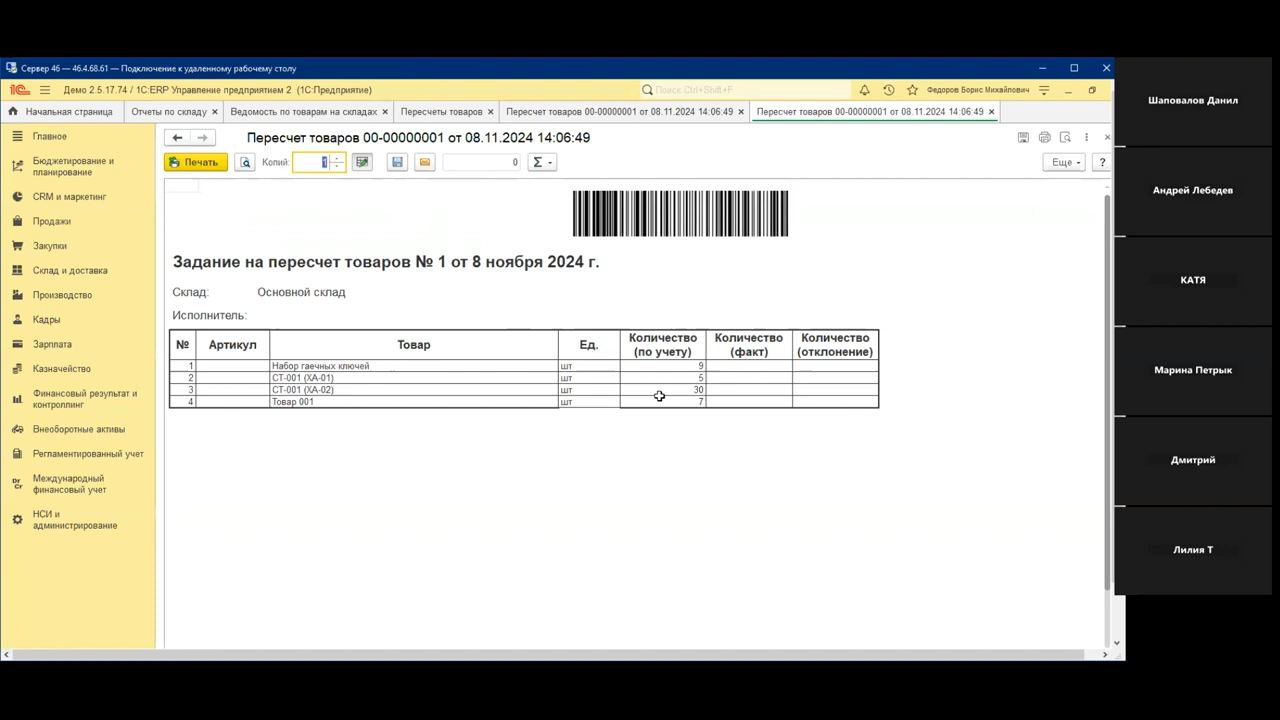 Сервер 46 — 46.4.68.61 — Подключение к удаленному рабочему столу
Демо 2.5.17.74 / 1С:ERP Управление предприятием 2 (1С:Предприятие)
Поиск Ctrl+Shift+F
Федоров Борис Михайлович
Начальная страница
Отчеты по складу
Ведомость по товарам на складах
Пересчеты товаров
Пересчет товаров 00-00000001 от 08.11.2024 14:06:49
Пересчет товаров 00-00000001 от 08.11.2024 14:06:49
Главное
Бюджетирование и
планирование
CRM и маркетинг
Продажи
Закупки
Склад и доставка
Производство
Кадры
Зарплата
Казначейство
Финансовый результат и
контроллинг
Внеоборотные активы
Регламентированный учет
Международный
финансовый учет
НСИ и
администрирование
Пересчет товаров 00-00000001 от 08.11.2024 14:06:49
Печать
Копий: 1
0
Σ
Еще
?
Задание на пересчет товаров № 1 от 8 ноября 2024 г.
Склад: Основной склад
Исполнитель:
№ Артикул Товар Ед. Количество (по учету) Количество (факт) Количество (отклонение)
1 Набор гаечных ключей шт 9
2 СТ-001 (ХА-01) шт 5
3 СТ-001 (ХА-02) шт 30
4 Товар 001 шт 7
Шаповалов Данил
Андрей Лебедев
КАТЯ
Марина Петрык
Дмитрий
Лилия Т